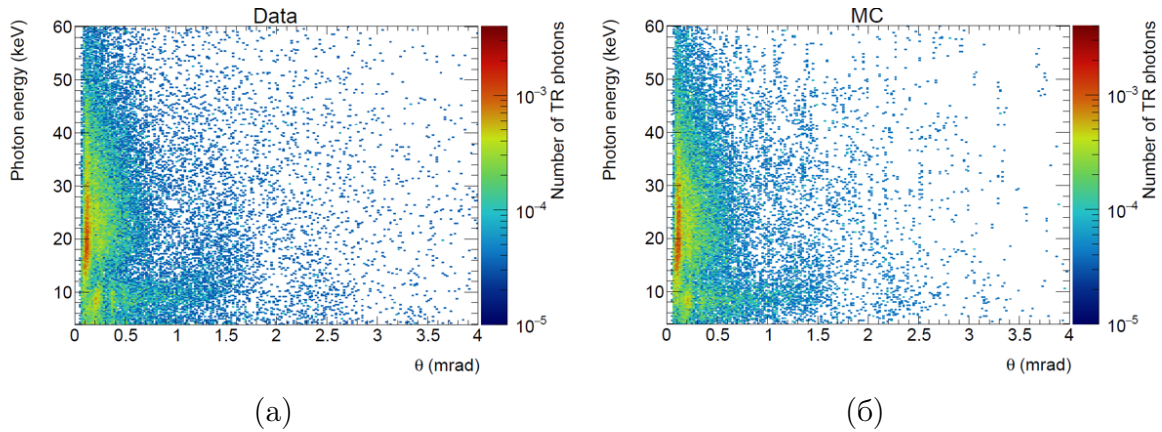 Data
Photon energy (keV)
60
50
40
30
20
10
0 0.5 1 1.5 2 2.5 3 3.5 4
θ (mrad)
10⁻³
10⁻⁴
10⁻⁵
Number of TR photons
(а)
MC
Photon energy (keV)
60
50
40
30
20
10
0 0.5 1 1.5 2 2.5 3 3.5 4
θ (mrad)
10⁻³
10⁻⁴
10⁻⁵
Number of TR photons
(б)